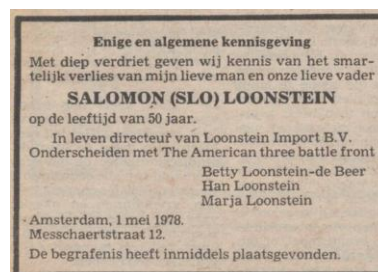 Enige en algemene kennisgeving
Met diep verdriet geven wij kennis van het smar-
telijk verlies van mijn lieve man en onze lieve vader
SALOMON (SLO) LOONSTEIN
op de leeftijd van 50 jaar.
In leven directeur van Loonstein Import B.V.
Onderscheiden met The American three battle front
Betty Loonstein-de Beer
Han Loonstein
Marja Loonstein
Amsterdam, 1 mei 1978.
Messchaertstraat 12.
De begrafenis heeft inmiddels plaatsgevonden.